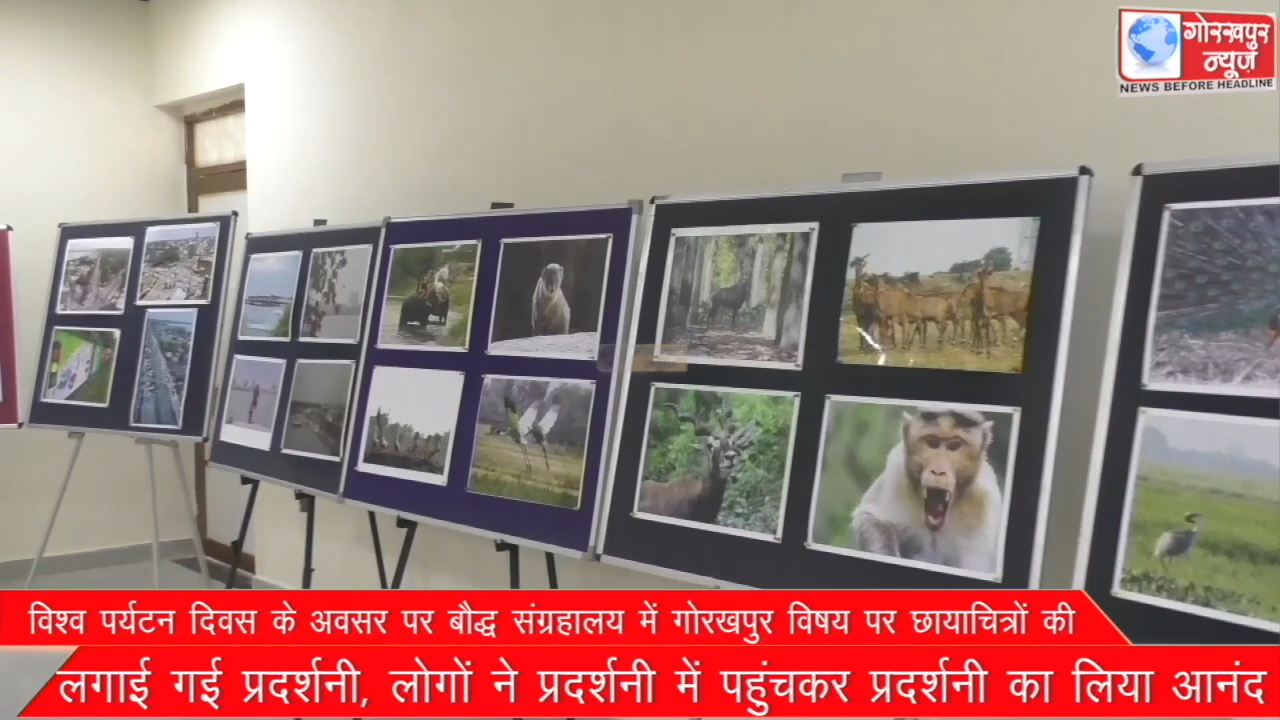 गोरखपुर
न्यूज़
NEWS BEFORE HEADLINE
विश्व पर्यटन दिवस के अवसर पर बौद्ध संग्रहालय में गोरखपुर विषय पर छायाचित्रों की
लगाई गई प्रदर्शनी, लोगों ने प्रदर्शनी में पहुंचकर प्रदर्शनी का लिया आनंद